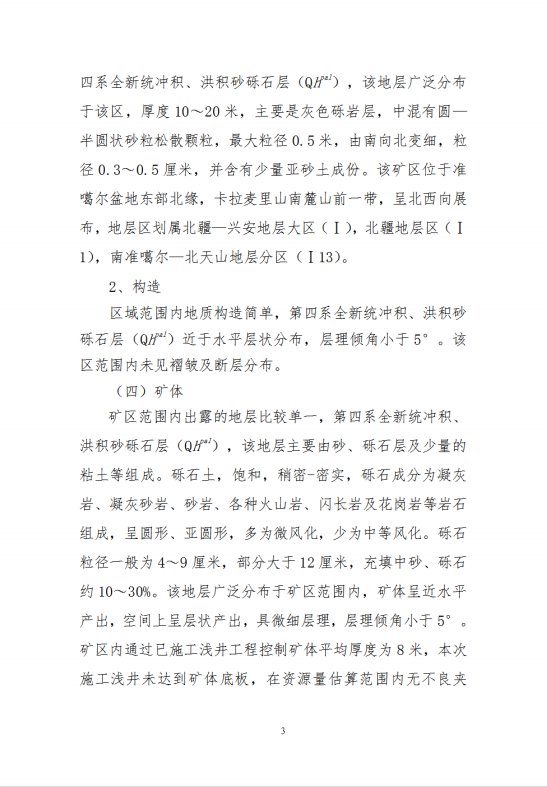 四系全新统冲积、洪积砂砾石层（QHpal），该地层广泛分布
于该区，厚度 10～20 米，主要是灰色砾岩层，中混有圆—
半圆状砂粒松散颗粒，最大粒径 0.5 米，由南向北变细，粒
径 0.3～0.5 厘米，并含有少量亚砂土成份。该矿区位于准
噶尔盆地东部北缘，卡拉麦里山南麓山前一带，呈北西向展
布，地层区划属北疆—兴安地层大区（Ⅰ），北疆地层区（Ⅰ
1），南准噶尔—北天山地层分区（Ⅰ13）。
2、构造
区域范围内地质构造简单，第四系全新统冲积、洪积砂
砾石层（QHpal）近于水平层状分布，层理倾角小于 5°。该
区范围内未见褶皱及断层分布。
（四）矿体
矿区范围内出露的地层比较单一，第四系全新统冲积、
洪积砂砾石层（QHpal），该地层主要由砂、砾石层及少量的
粘土等组成。砾石土，饱和，稍密-密实，砾石成分为凝灰
岩、凝灰砂岩、砂岩、各种火山岩、闪长岩及花岗岩等岩石
组成，呈圆形、亚圆形，多为微风化，少为中等风化。砾石
粒径一般为 4～9 厘米，部分大于 12 厘米，充填中砂、砾石
约 10～30%。该地层广泛分布于矿区范围内，矿体呈近水平
产出，空间上呈层状产出，具微细层理，层理倾角小于 5°。
矿区内通过已施工浅井工程控制矿体平均厚度为 8 米，本次
施工浅井未达到矿体底板，在资源量估算范围内无不良夹
3